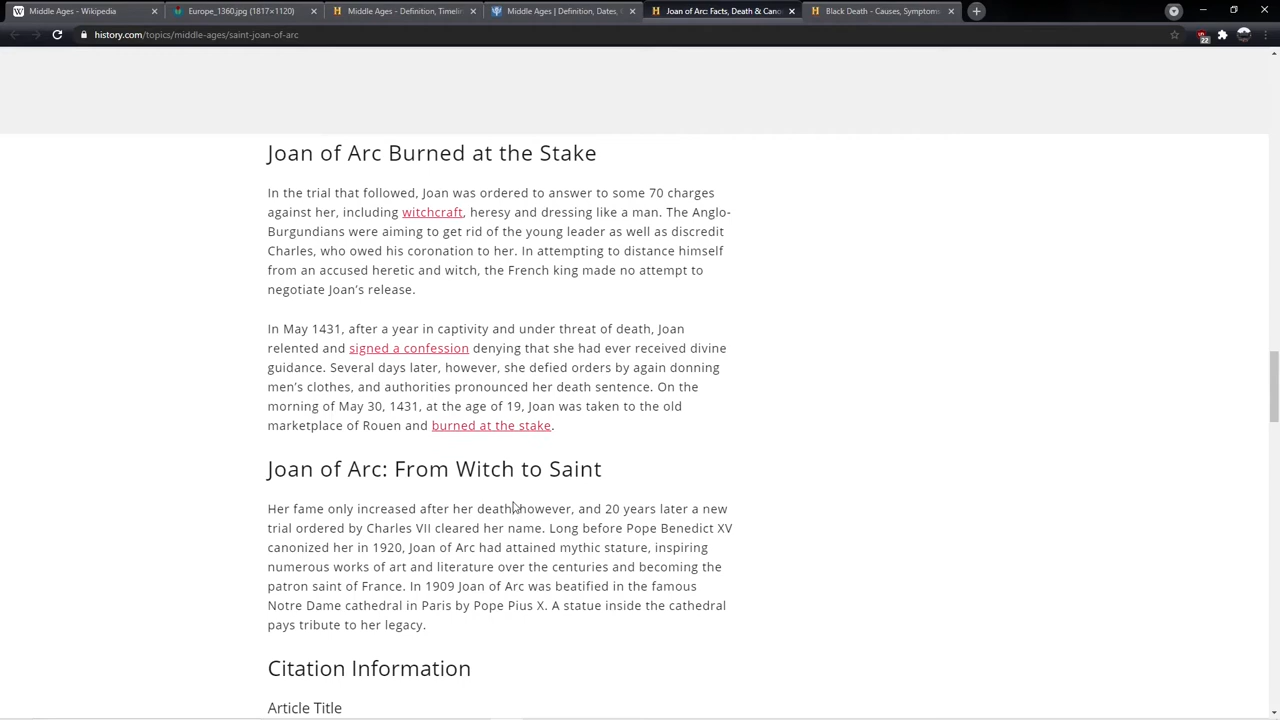 Middle Ages - Wikipedia
Europe_1360.jpg (1817×1120)
Middle Ages - Definition, Timelin
Middle Ages | Definition, Dates,
Joan of Arc: Facts, Death & Cano
Black Death - Causes, Symptom
history.com/topics/middle-ages/saint-joan-of-arc
22
Joan of Arc Burned at the Stake
In the trial that followed, Joan was ordered to answer to some 70 charges
against her, including witchcraft, heresy and dressing like a man. The Anglo-
Burgundians were aiming to get rid of the young leader as well as discredit
Charles, who owed his coronation to her. In attempting to distance himself
from an accused heretic and witch, the French king made no attempt to
negotiate Joan’s release.
In May 1431, after a year in captivity and under threat of death, Joan
relented and signed a confession denying that she had ever received divine
guidance. Several days later, however, she defied orders by again donning
men’s clothes, and authorities pronounced her death sentence. On the
morning of May 30, 1431, at the age of 19, Joan was taken to the old
marketplace of Rouen and burned at the stake.
Joan of Arc: From Witch to Saint
Her fame only increased after her death, however, and 20 years later a new
trial ordered by Charles VII cleared her name. Long before Pope Benedict XV
canonized her in 1920, Joan of Arc had attained mythic stature, inspiring
numerous works of art and literature over the centuries and becoming the
patron saint of France. In 1909 Joan of Arc was beatified in the famous
Notre Dame cathedral in Paris by Pope Pius X. A statue inside the cathedral
pays tribute to her legacy.
Citation Information
Article Title